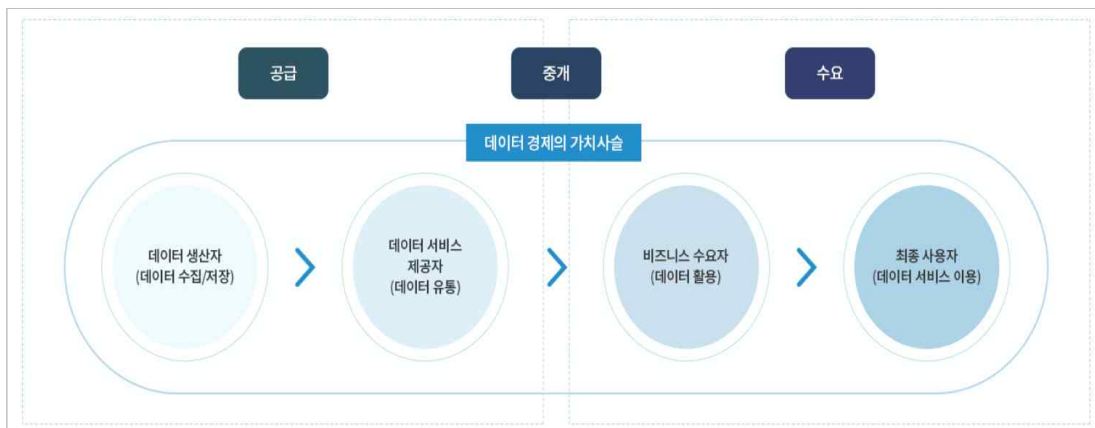 공급
중개
수요
데이터 경제의 가치사슬
데이터 생산자
(데이터 수집/저장)
데이터 서비스
제공자
(데이터 유통)
비즈니스 수요자
(데이터 활용)
최종 사용자
(데이터 서비스 이용)